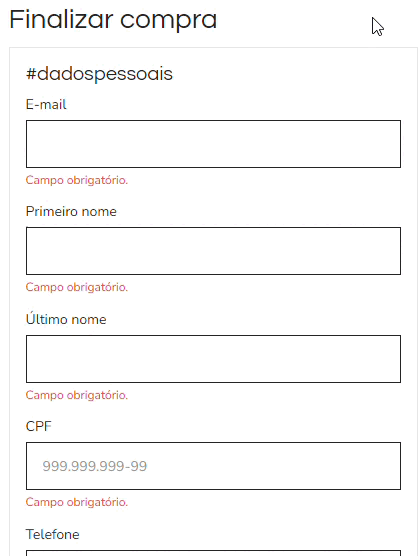 Finalizar compra
#dadospessoais
E-mail
Campo obrigatório.
Primeiro nome
Campo obrigatório.
Último nome
Campo obrigatório.
CPF
999.999.999-99
Campo obrigatório.
Telefone